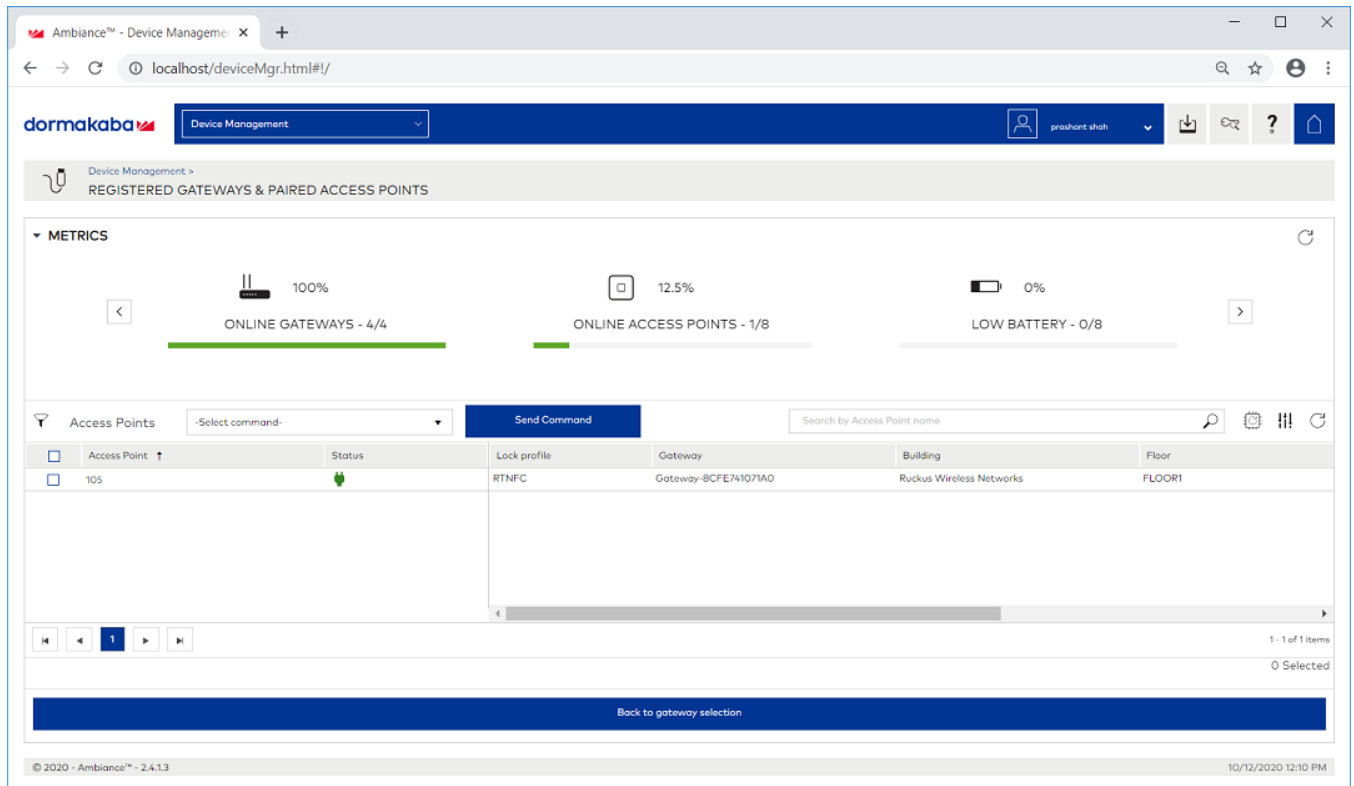 Ambiance™ - Device Managemen
localhost/deviceMgr.html#!/
dormakaba
Device Management
prashant shah
?
Device Management >
REGISTERED GATEWAYS & PAIRED ACCESS POINTS
METRICS
100%
12.5%
0%
ONLINE GATEWAYS - 4/4
ONLINE ACCESS POINTS - 1/8
LOW BATTERY - 0/8
Access Points
-Select command-
Send Command
Search by Access Point name
Access Point ↑ Status Lock profile Gateway Building Floor
105 RTNFC Gateway-8CFE741071A0 Ruckus Wireless Networks FLOOR1
1
1 - 1 of 1 items
0 Selected
Back to gateway selection
© 2020 - Ambiance™ - 2.4.1.3
10/12/2020 12:10 PM